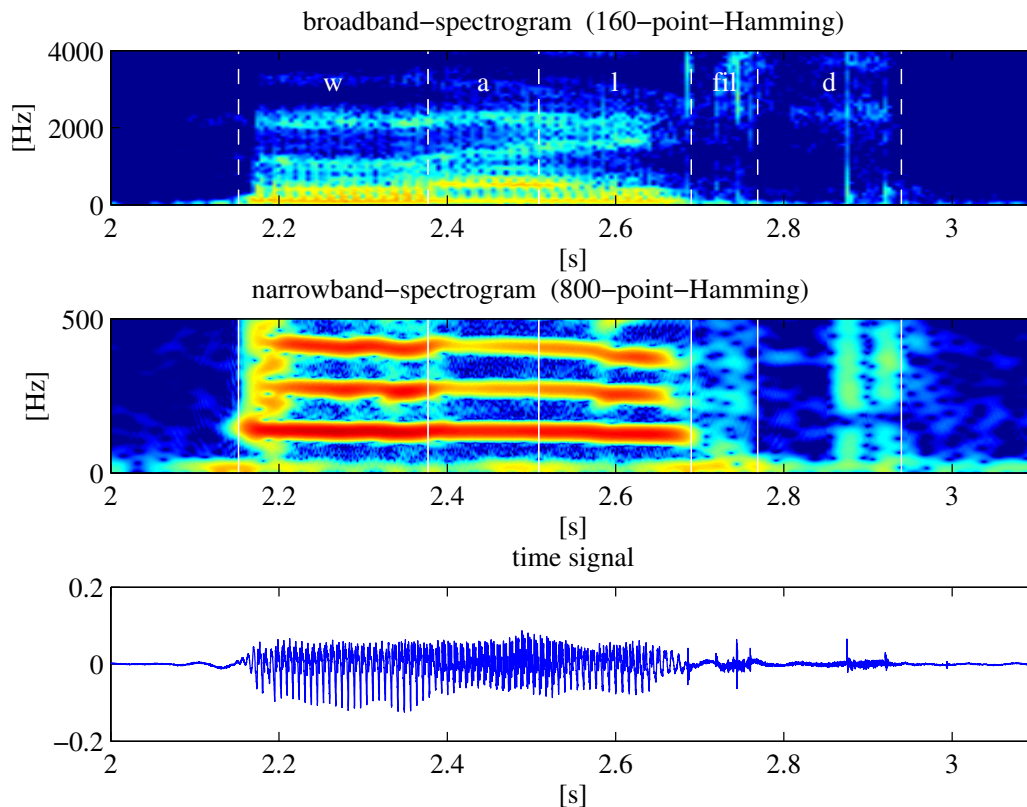 broadband−spectrogram (160−point−Hamming)
4000
2000
0
[Hz]
w a l fil d
2 2.2 2.4 2.6 2.8 3
[s]
narrowband−spectrogram (800−point−Hamming)
500
0
[Hz]
2 2.2 2.4 2.6 2.8 3
[s]
time signal
0.2
0
−0.2
2 2.2 2.4 2.6 2.8 3
[s]